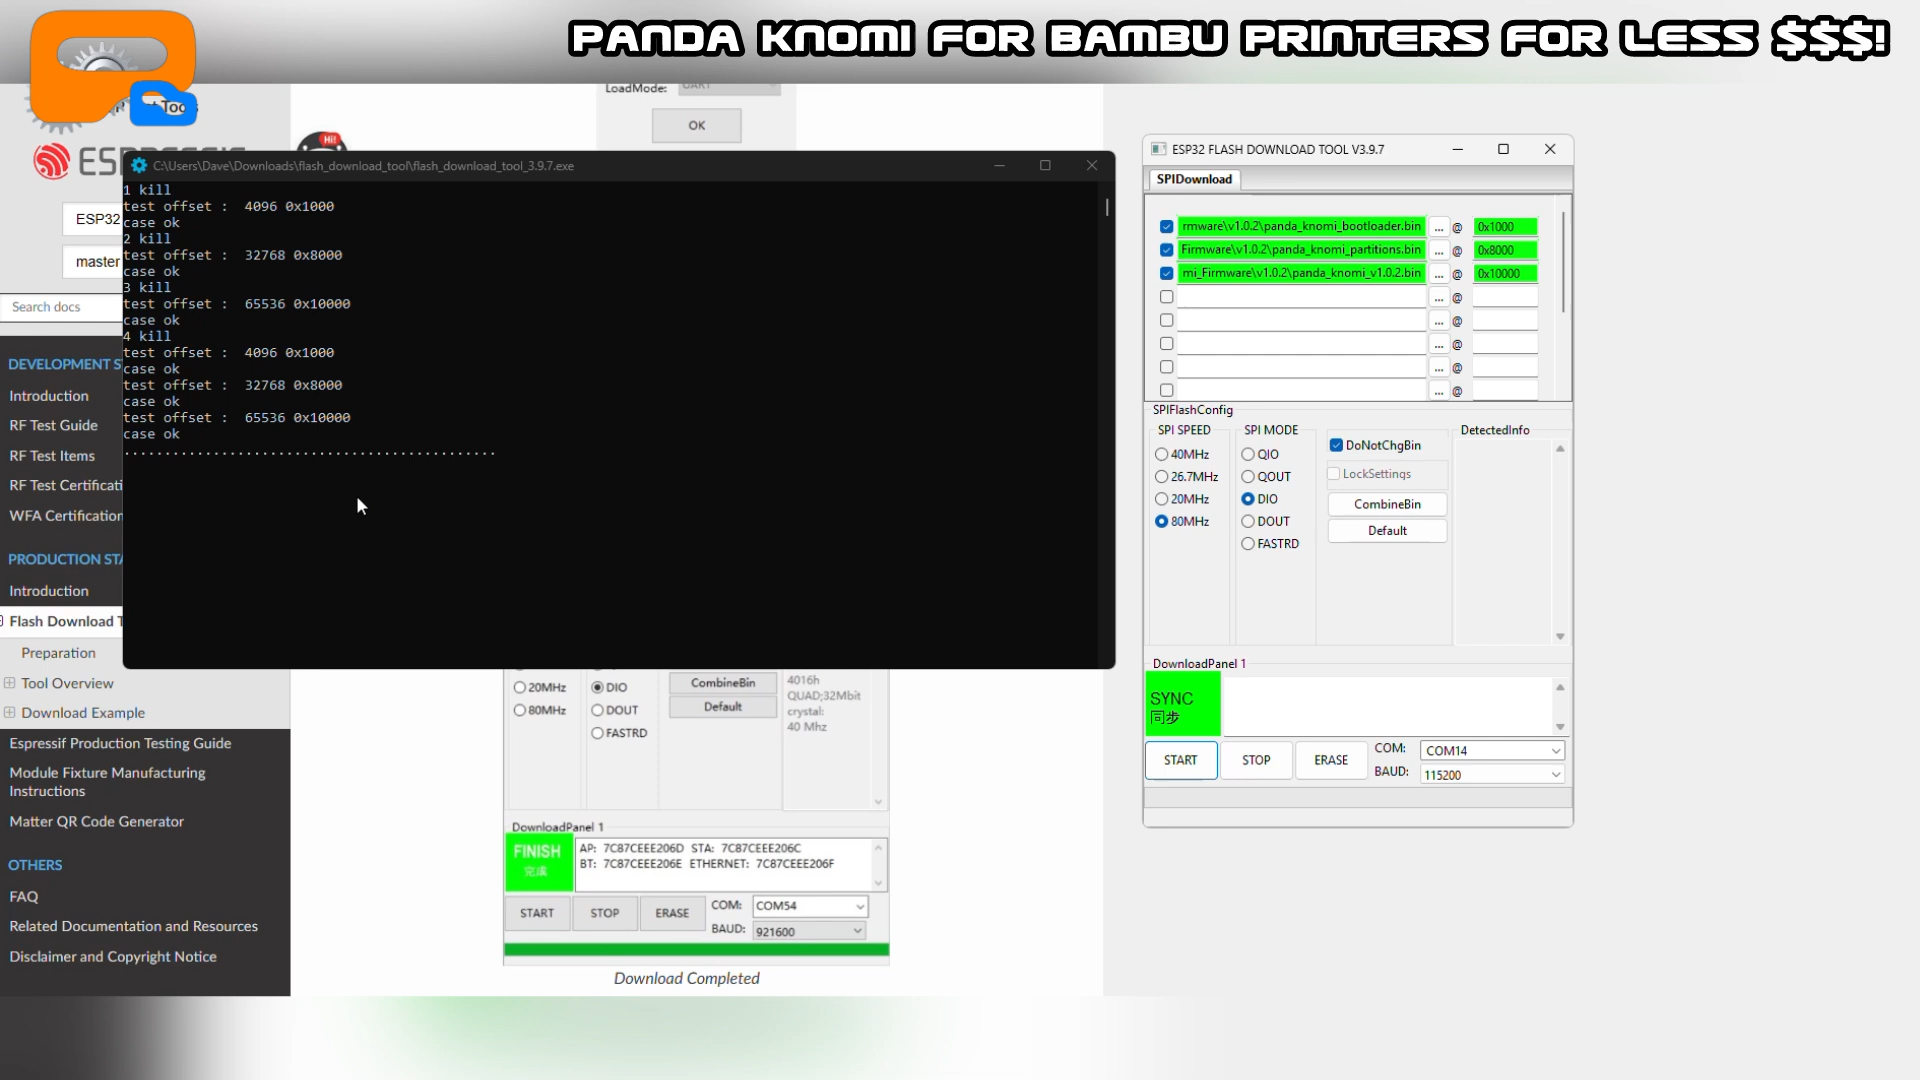 PANDA KNOMI FOR BAMBU PRINTERS FOR LESS $$$!
LoadMode:
OK
Hi!
C:\Users\Dave\Downloads\flash_download_tool\flash_download_tool_3.9.7.exe
1 kill
test offset :  4096 0x1000
case ok
2 kill
test offset :  32768 0x8000
case ok
3 kill
test offset :  65536 0x10000
case ok
4 kill
test offset :  4096 0x1000
case ok
test offset :  32768 0x8000
case ok
test offset :  65536 0x10000
case ok
..............................................
ESP32
master
Search docs
DEVELOPMENT
Introduction
RF Test Guide
RF Test Items
RF Test Certificati
WFA Certification
PRODUCTION STA
Introduction
Flash Download T
Preparation
Tool Overview
Download Example
Espressif Production Testing Guide
Module Fixture Manufacturing
Instructions
Matter QR Code Generator
OTHERS
FAQ
Related Documentation and Resources
Disclaimer and Copyright Notice
20MHz DIO CombineBin
80MHz DOUT Default
FASTRD
4016h
QUAD;32Mbit
crystal:
40 Mhz
DownloadPanel 1
FINISH
完成
AP: 7C87CEEE206D STA: 7C87CEEE206C
BT: 7C87CEEE206E ETHERNET: 7C87CEEE206F
START STOP ERASE COM: COM54
BAUD: 921600
Download Completed
ESP32 FLASH DOWNLOAD TOOL V3.9.7
SPIDownload
rmware\v1.0.2\panda_knomi_bootloader.bin ... @ 0x1000
Firmware\v1.0.2\panda_knomi_partitions.bin ... @ 0x8000
mi_Firmware\v1.0.2\panda_knomi_v1.0.2.bin ... @ 0x10000
... @
... @
... @
... @
... @
SPIFlashConfig
SPI SPEED
40MHz
26.7MHz
20MHz
80MHz
SPI MODE
QIO
QOUT
DIO
DOUT
FASTRD
DoNotChgBin
LockSettings
CombineBin
Default
DetectedInfo
DownloadPanel 1
SYNC
同步
START STOP ERASE COM: COM14
BAUD: 115200